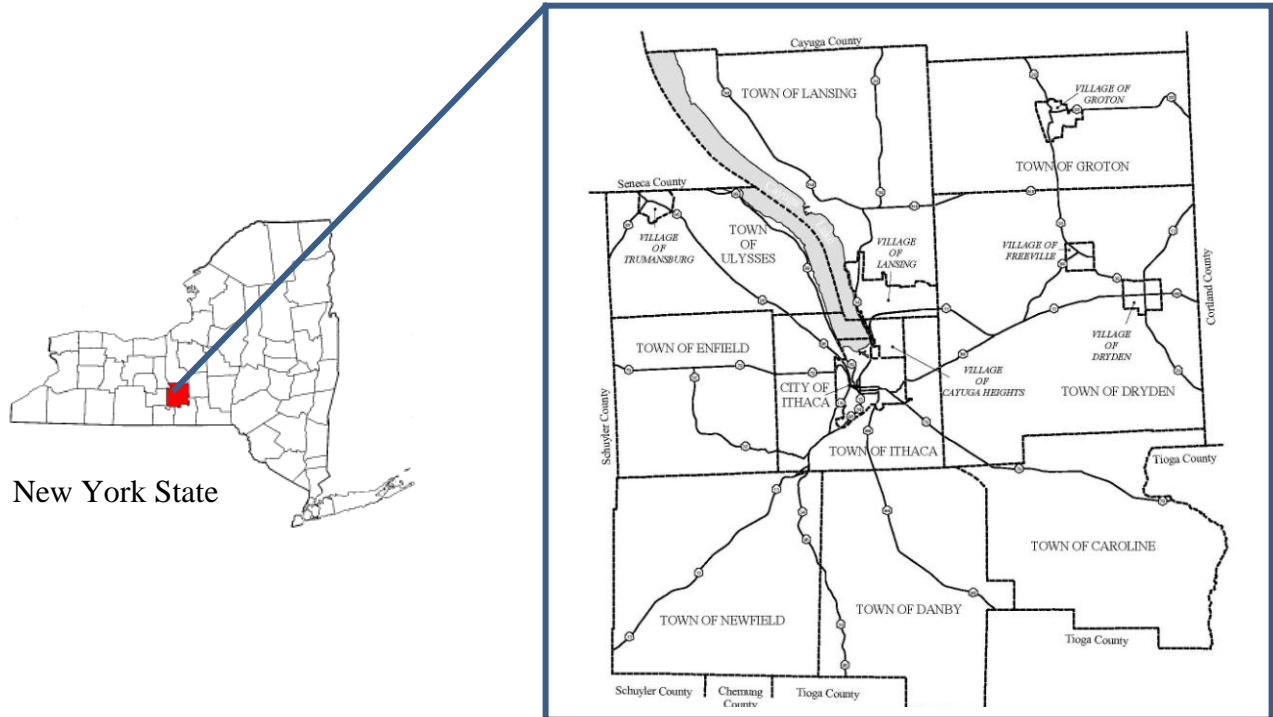 New York State
Cayuga County
TOWN OF LANSING
VILLAGE OF
GROTON
TOWN OF GROTON
Seneca County
VILLAGE
OF
TRUMANSBURG
TOWN
OF
ULYSSES
VILLAGE
OF
LANSING
VILLAGE OF
FREEVILLE
Cortland County
VILLAGE
OF
DRYDEN
TOWN OF ENFIELD
CITY OF
ITHACA
VILLAGE
OF
CAYUGA HEIGHTS
TOWN OF DRYDEN
Schuyler County
TOWN OF ITHACA
Tioga County
TOWN OF CAROLINE
TOWN OF NEWFIELD
TOWN OF DANBY
Tioga County
Schuyler County
Chemung
County
Tioga County